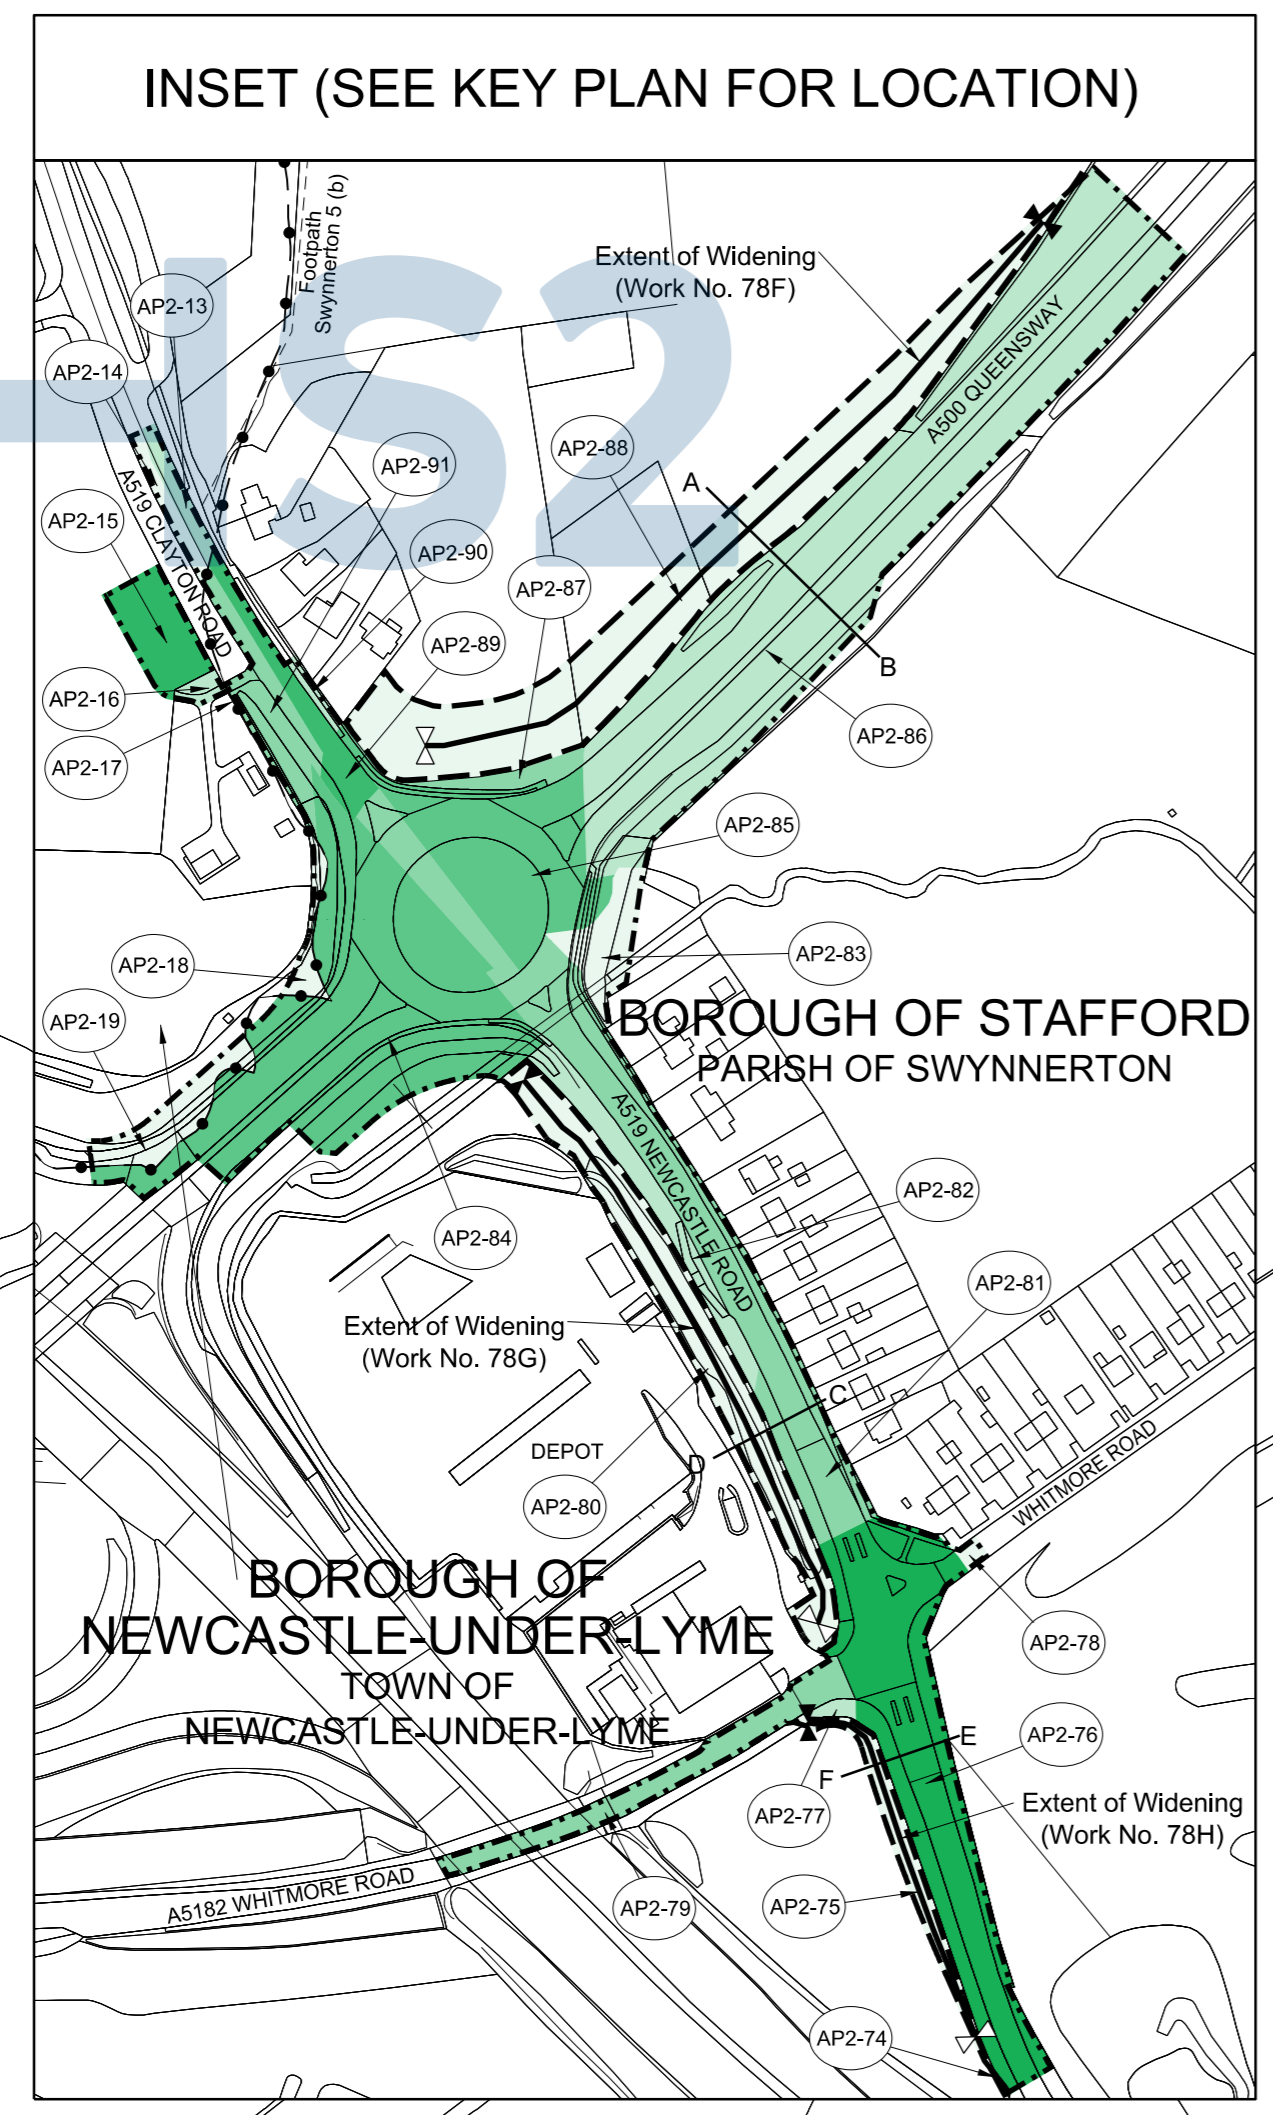 INSET (SEE KEY PLAN FOR LOCATION)
HS2
Footpath
Swynnerton 5 (b)
Extent of Widening
(Work No. 78F)
AP2-13
AP2-14
A500 QUEENSWAY
AP2-91
AP2-88
A
AP2-15
A519 CLAYTON ROAD
AP2-90
AP2-87
AP2-89
B
AP2-16
AP2-86
AP2-17
AP2-85
AP2-18
AP2-83
AP2-19
BOROUGH OF STAFFORD
PARISH OF SWYNNERTON
A519 NEWCASTLE ROAD
AP2-82
AP2-84
AP2-81
Extent of Widening
(Work No. 78G)
C
DEPOT
D
AP2-80
WHITMORE ROAD
BOROUGH OF
NEWCASTLE-UNDER-LYME
TOWN OF
NEWCASTLE-UNDER-LYME
AP2-78
AP2-76
E
F
AP2-77
Extent of Widening
(Work No. 78H)
A5182 WHITMORE ROAD
AP2-79
AP2-75
AP2-74